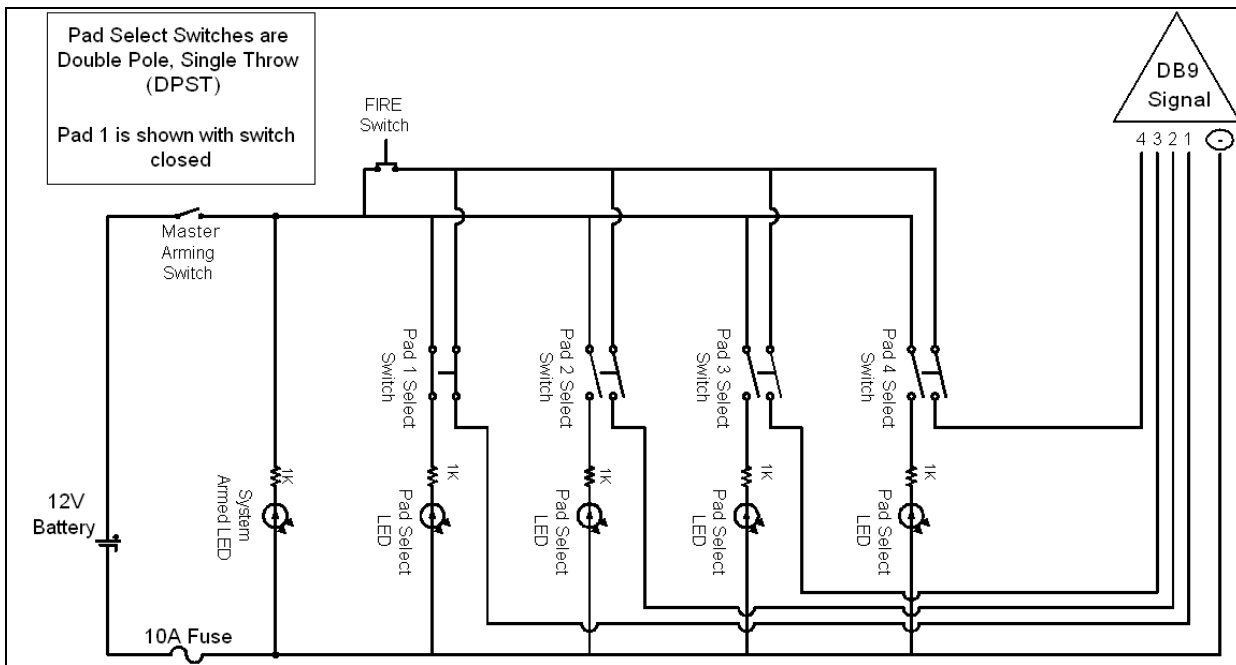 Pad Select Switches are
Double Pole, Single Throw
(DPST)
Pad 1 is shown with switch
closed
FIRE
Switch
DB9
Signal
4 3 2 1 -
Master
Arming
Switch
Pad 1 Select
Switch
Pad 2 Select
Switch
Pad 3 Select
Switch
Pad 4 Select
Switch
1K
1K
1K
1K
1K
System
Armed LED
Pad Select
LED
Pad Select
LED
Pad Select
LED
Pad Select
LED
12V
Battery
10A Fuse